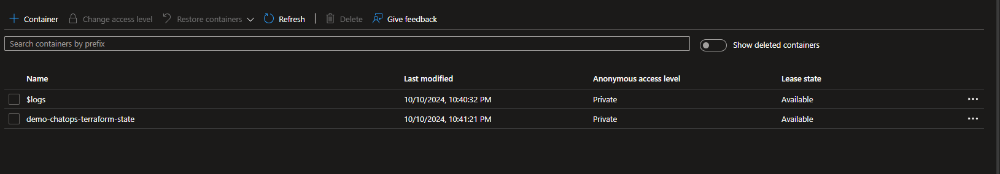 Container Change access level Restore containers Refresh Delete Give feedback
Search containers by prefix Show deleted containers
Name Last modified Anonymous access level Lease state
$logs 10/10/2024, 10:40:32 PM Private Available
demo-chatops-terraform-state 10/10/2024, 10:41:21 PM Private Available